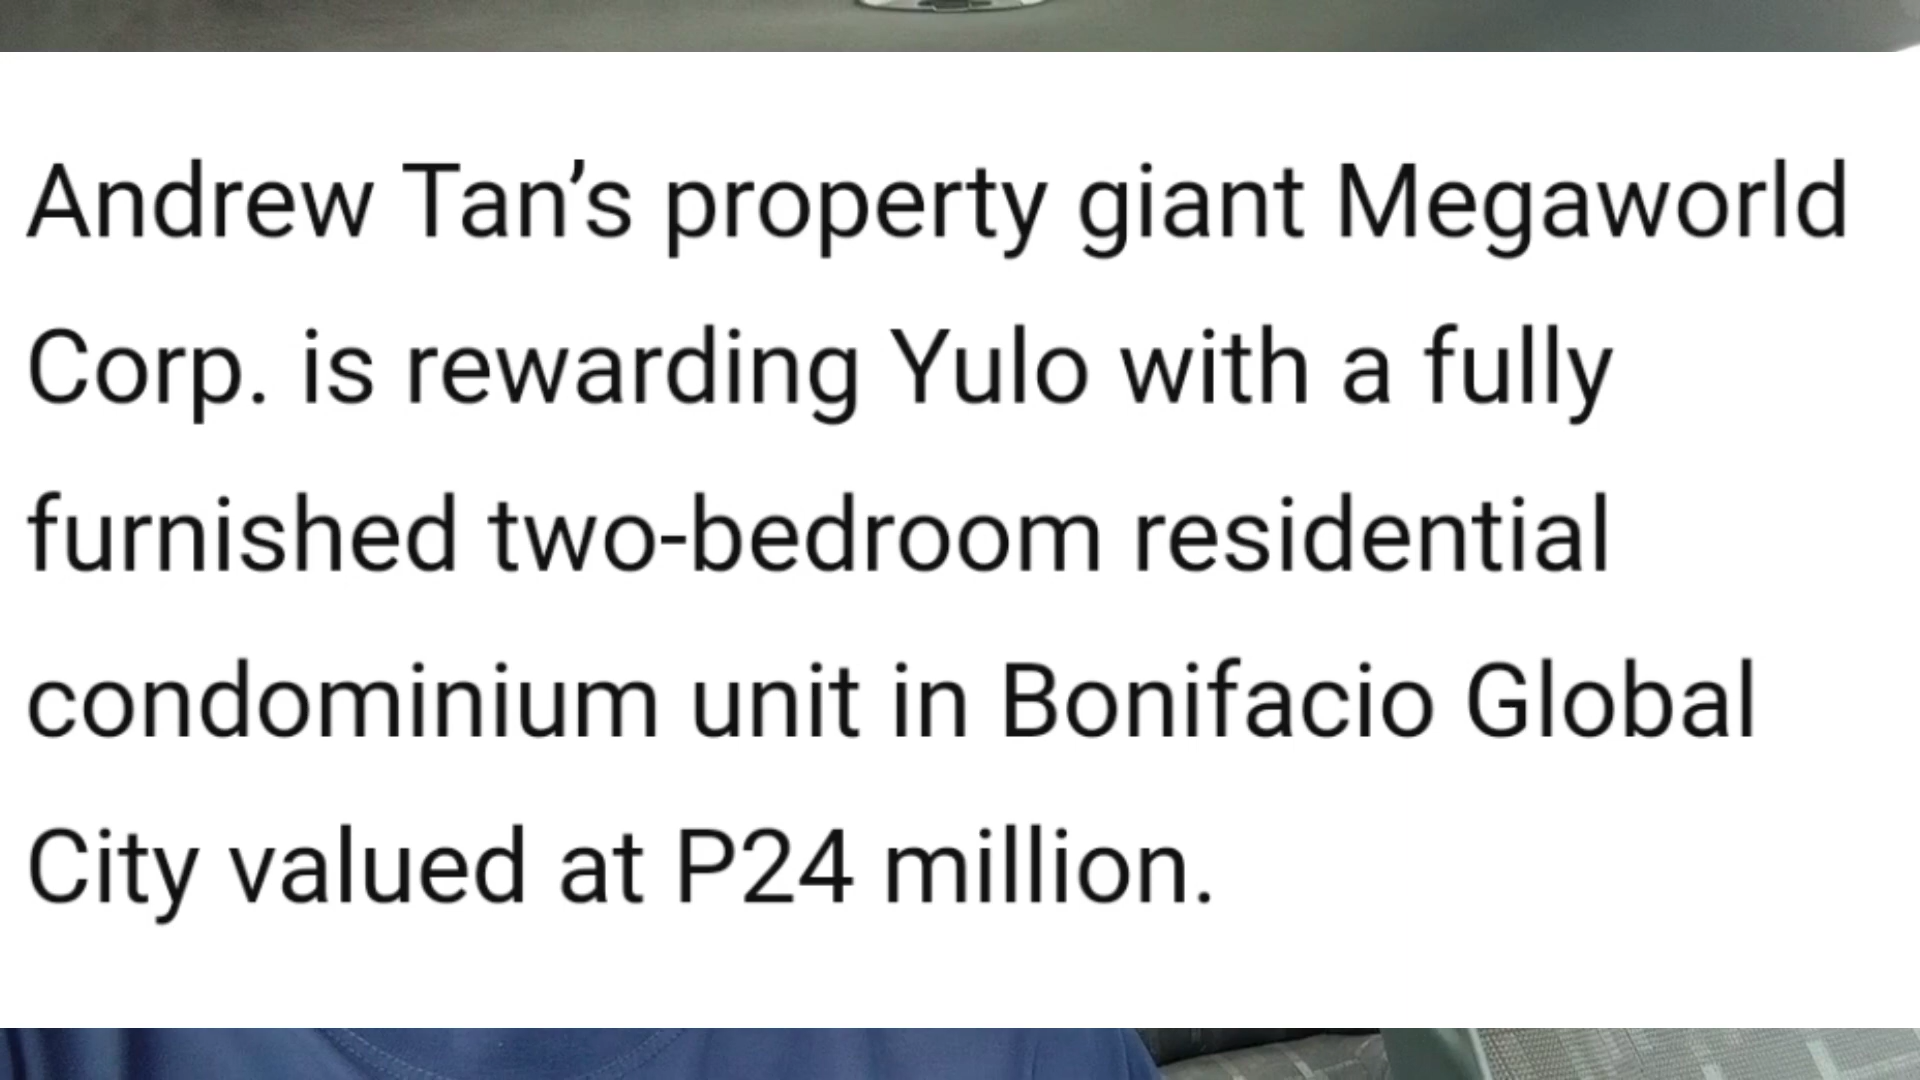 Andrew Tan’s property giant Megaworld
Corp. is rewarding Yulo with a fully
furnished two-bedroom residential
condominium unit in Bonifacio Global
City valued at P24 million.